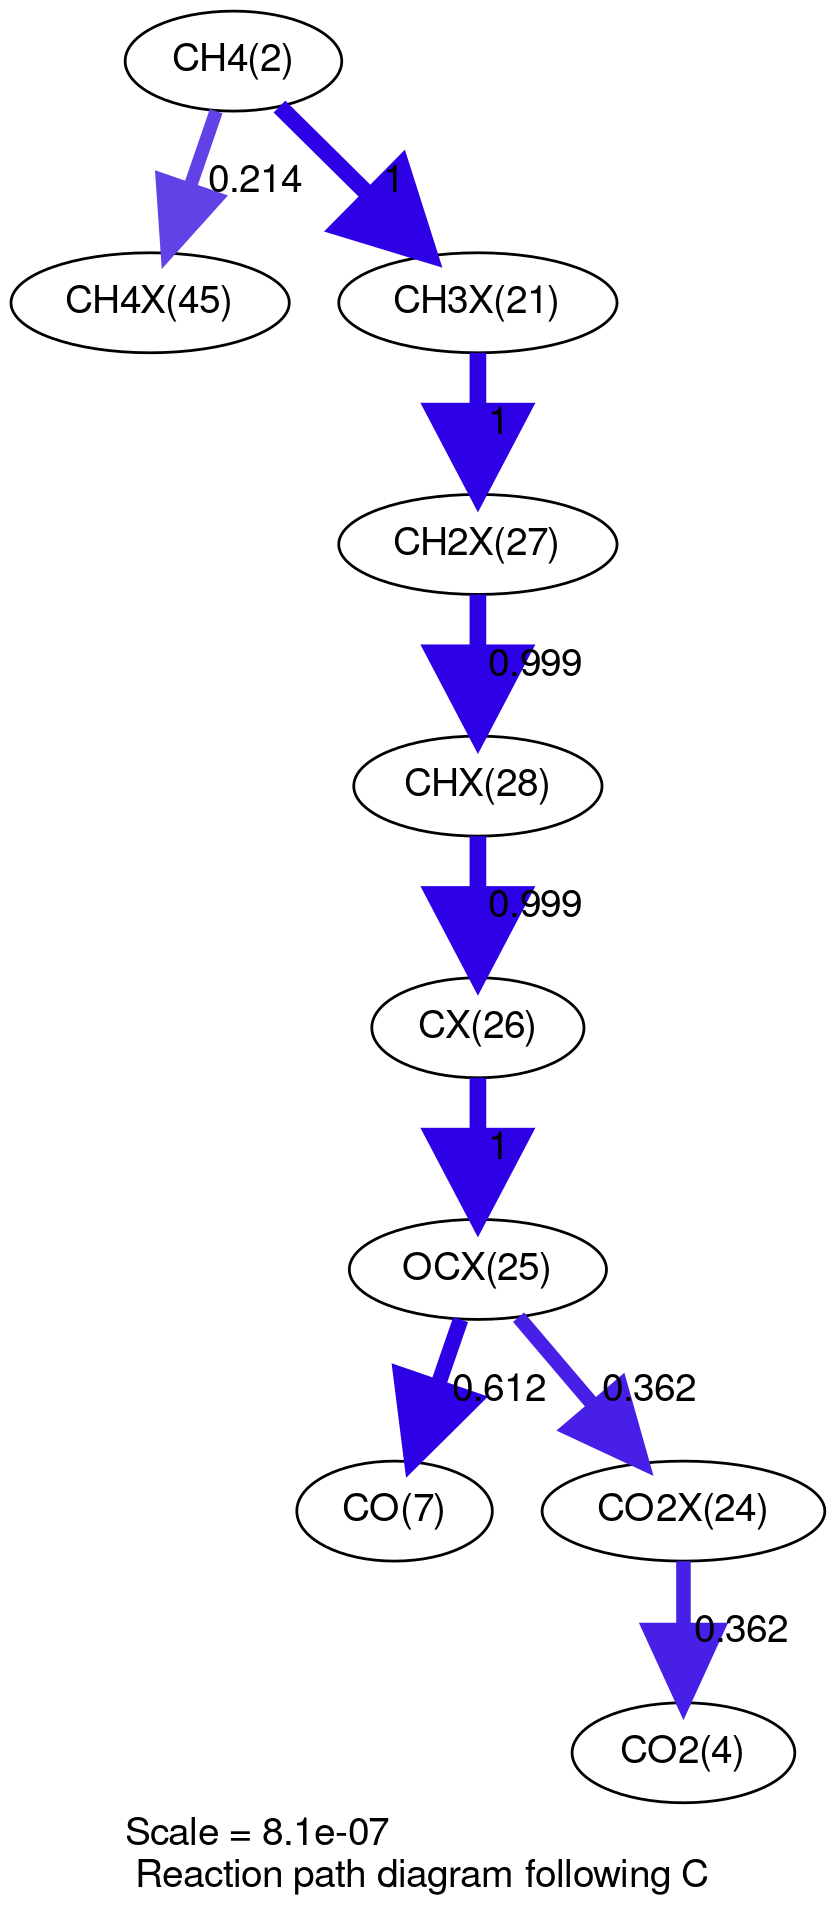 CH4(2)
0.214
1
CH4X(45)
CH3X(21)
1
CH2X(27)
0.999
CHX(28)
0.999
CX(26)
1
OCX(25)
0.612
0.362
CO(7)
CO2X(24)
0.362
CO2(4)
Scale = 8.1e-07
Reaction path diagram following C